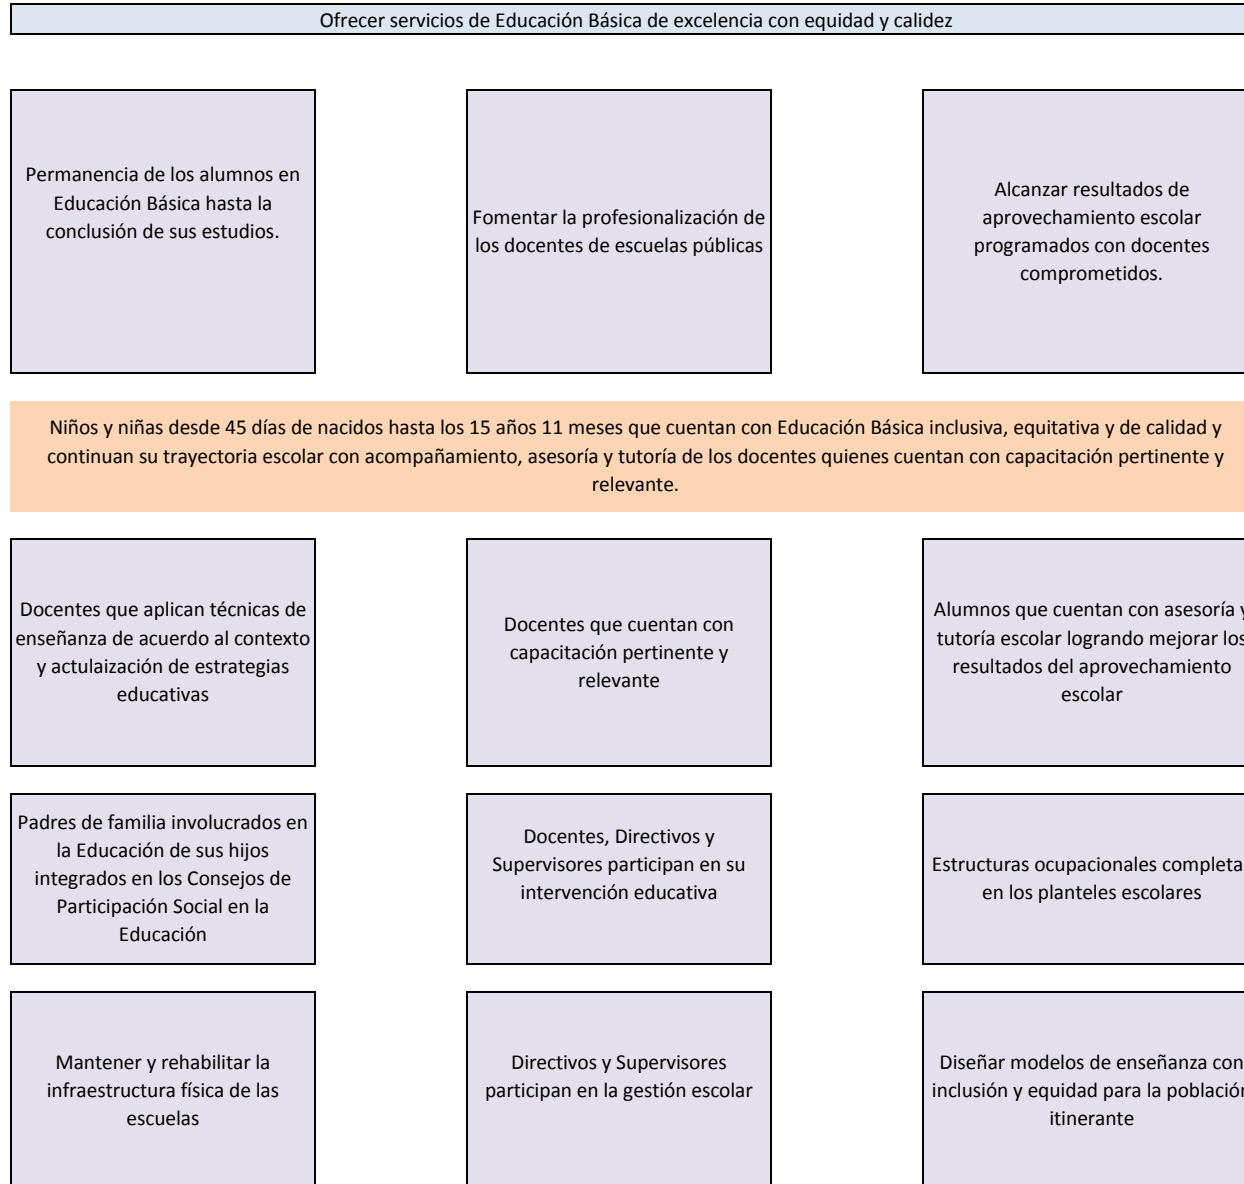 Ofrecer servicios de Educación Básica de excelencia con equidad y calidez
Permanencia de los alumnos en
Educación Básica hasta la
conclusión de sus estudios.
Fomentar la profesionalización de
los docentes de escuelas públicas
Alcanzar resultados de
aprovechamiento escolar
programados con docentes
comprometidos.
Niños y niñas desde 45 días de nacidos hasta los 15 años 11 meses que cuentan con Educación Básica inclusiva, equitativa y de calidad y
continuan su trayectoria escolar con acompañamiento, asesoría y tutoría de los docentes quienes cuentan con capacitación pertinente y
relevante.
Docentes que aplican técnicas de
enseñanza de acuerdo al contexto
y actulaización de estrategias
educativas
Docentes que cuentan con
capacitación pertinente y
relevante
Alumnos que cuentan con asesoría y
tutoría escolar logrando mejorar los
resultados del aprovechamiento
escolar
Padres de familia involucrados en
la Educación de sus hijos
integrados en los Consejos de
Participación Social en la
Educación
Docentes, Directivos y
Supervisores participan en su
intervención educativa
Estructuras ocupacionales completa
en los planteles escolares
Mantener y rehabilitar la
infraestructura física de las
escuelas
Directivos y Supervisores
participan en la gestión escolar
Diseñar modelos de enseñanza con
inclusión y equidad para la población
itinerante